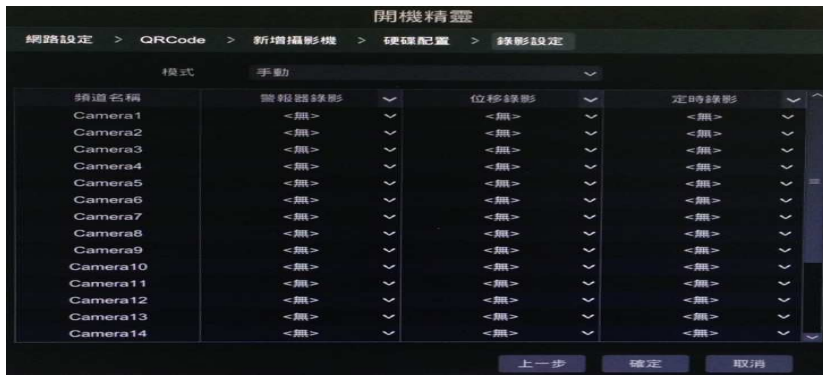 開機精靈
網路設定 > QRCode > 新增攝影機 > 硬碟配置 > 錄影設定
模式 手動
頻道名稱 警報器錄影 位移錄影 定時錄影
Camera1 <無> <無> <無>
Camera2 <無> <無> <無>
Camera3 <無> <無> <無>
Camera4 <無> <無> <無>
Camera5 <無> <無> <無>
Camera6 <無> <無> <無>
Camera7 <無> <無> <無>
Camera8 <無> <無> <無>
Camera9 <無> <無> <無>
Camera10 <無> <無> <無>
Camera11 <無> <無> <無>
Camera12 <無> <無> <無>
Camera13 <無> <無> <無>
Camera14 <無> <無> <無>
上一步 確定 取消